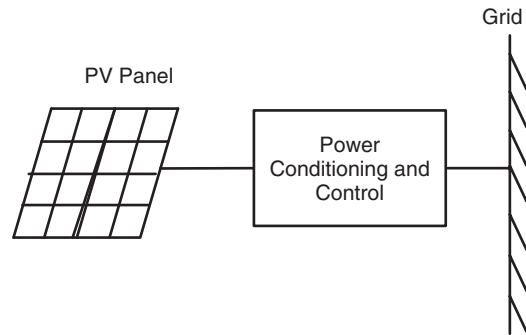 Grid
PV Panel
Power
Conditioning and
Control